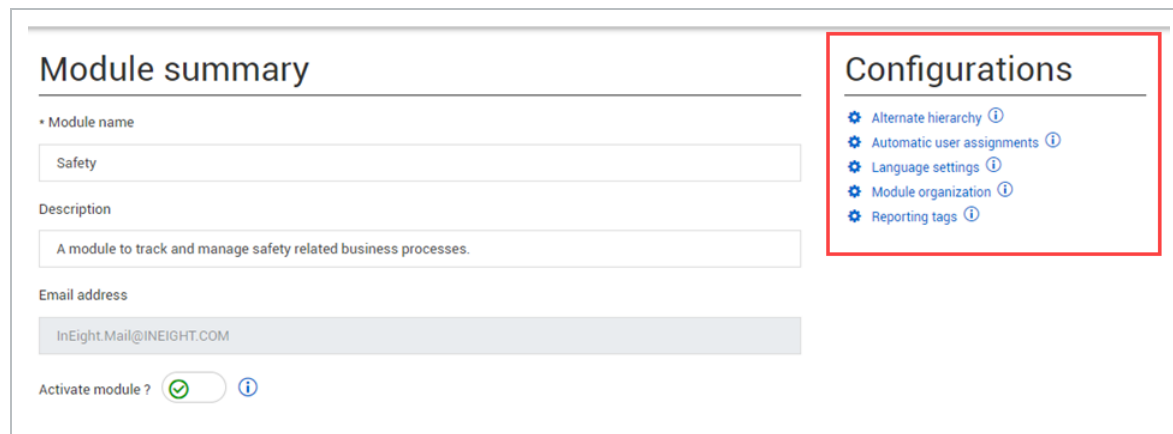 Module summary
* Module name
Safety
Description
A module to track and manage safety related business processes.
Email address
InEight.Mail@INEIGHT.COM
Activate module ?
Configurations
Alternate hierarchy
Automatic user assignments
Language settings
Module organization
Reporting tags